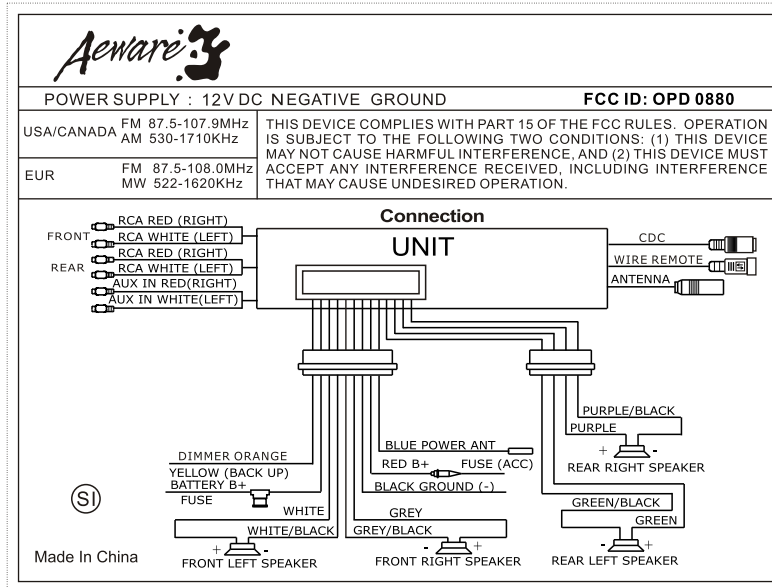 Aeware
POWER SUPPLY : 12V DC NEGATIVE GROUND
FCC ID: OPD 0880
USA/CANADA
FM 87.5-107.9MHz
AM 530-1710KHz
EUR
FM 87.5-108.0MHz
MW 522-1620KHz
THIS DEVICE COMPLIES WITH PART 15 OF THE FCC RULES. OPERATION
IS SUBJECT TO THE FOLLOWING TWO CONDITIONS: (1) THIS DEVICE
MAY NOT CAUSE HARMFUL INTERFERENCE, AND (2) THIS DEVICE MUST
ACCEPT ANY INTERFERENCE RECEIVED, INCLUDING INTERFERENCE
THAT MAY CAUSE UNDESIRED OPERATION.
Connection
UNIT
FRONT
RCA RED (RIGHT)
RCA WHITE (LEFT)
REAR
RCA RED (RIGHT)
RCA WHITE (LEFT)
AUX IN RED(RIGHT)
AUX IN WHITE(LEFT)
CDC
WIRE REMOTE
ANTENNA
PURPLE/BLACK
PURPLE
+ -
REAR RIGHT SPEAKER
BLUE POWER ANT
DIMMER ORANGE
RED B+ FUSE (ACC)
YELLOW (BACK UP)
BATTERY B+
FUSE
BLACK GROUND (-)
WHITE
WHITE/BLACK
+ -
FRONT LEFT SPEAKER
GREY
GREY/BLACK
- +
FRONT RIGHT SPEAKER
GREEN/BLACK
GREEN
- +
REAR LEFT SPEAKER
SI
Made In China